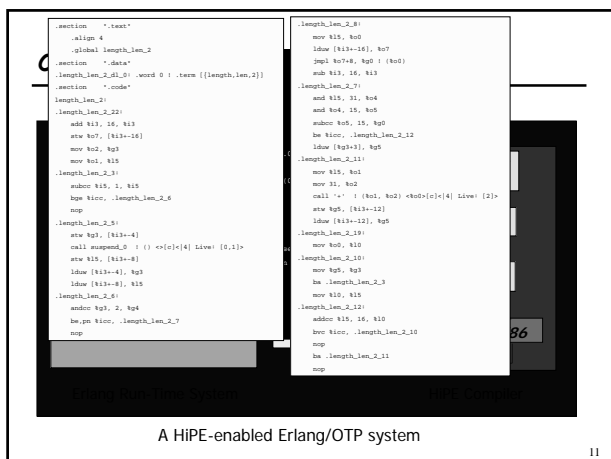 .section ".text"
.align 4
.global length_len_2
.section ".data"
.length_len_2_dl_0: .word 0 ! .term [{length,len,2}]
.section ".code"
length_len_2:
.length_len_2_22:
add %i3, 16, %i3
stw %o7, [%i3+-16]
mov %o2, %g3
mov %o1, %l5
.length_len_2_3:
subcc %i5, 1, %i5
bge %icc, .length_len_2_6
nop
.length_len_2_5:
stw %g3, [%i3+-4]
call suspend_0 ! () <>[c]<|4| Live: [0,1]>
stw %l5, [%i3+-8]
lduw [%i3+-4], %g3
lduw [%i3+-8], %l5
.length_len_2_6:
andcc %g3, 2, %g4
be,pn %icc, .length_len_2_7
nop
.length_len_2_8:
mov %l5, %o0
lduw [%i3+-16], %o7
jmpl %o7+8, %g0 ! (%o0)
sub %i3, 16, %i3
.length_len_2_7:
and %l5, 31, %o4
and %o4, 15, %o5
subcc %o5, 15, %g0
be %icc, .length_len_2_12
lduw [%g3+3], %g5
.length_len_2_11:
mov %l5, %o1
mov 31, %o2
call '+' ! (%o1, %o2) <%o0>[c]<|4| Live: [2]>
stw %g5, [%i3+-12]
lduw [%i3+-12], %g5
.length_len_2_19:
mov %o0, %l0
.length_len_2_10:
mov %g5, %g3
ba .length_len_2_3
mov %l0, %l5
.length_len_2_12:
addcc %l5, 16, %l0
bvc %icc, .length_len_2_10
nop
ba .length_len_2_11
nop
86
Erlang Run-Time System
HiPE Compiler
A HiPE-enabled Erlang/OTP system
11